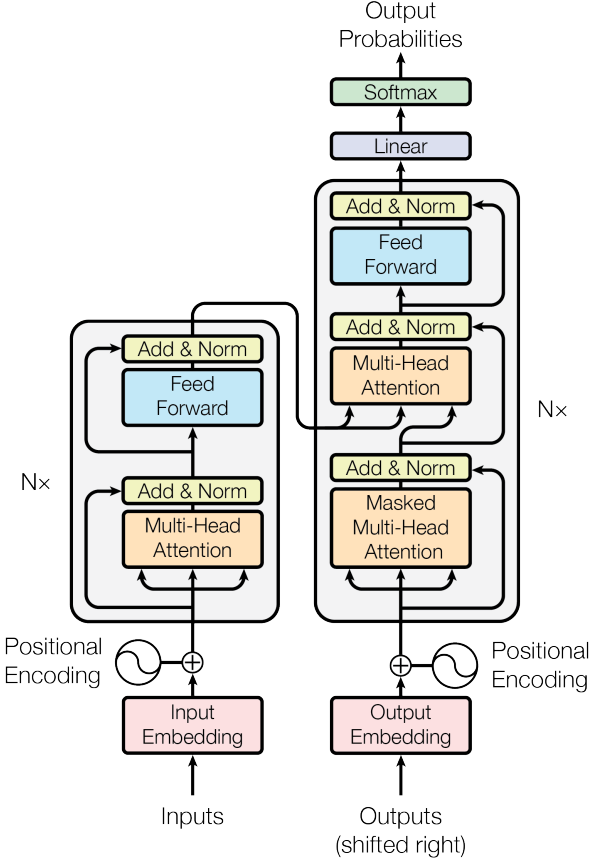 Output
Probabilities
Softmax
Linear
Add & Norm
Feed
Forward
Add & Norm
Multi-Head
Attention
N×
Add & Norm
Masked
Multi-Head
Attention
Add & Norm
Feed
Forward
N×
Add & Norm
Multi-Head
Attention
Positional
Encoding
Positional
Encoding
Input
Embedding
Output
Embedding
Inputs
Outputs
(shifted right)